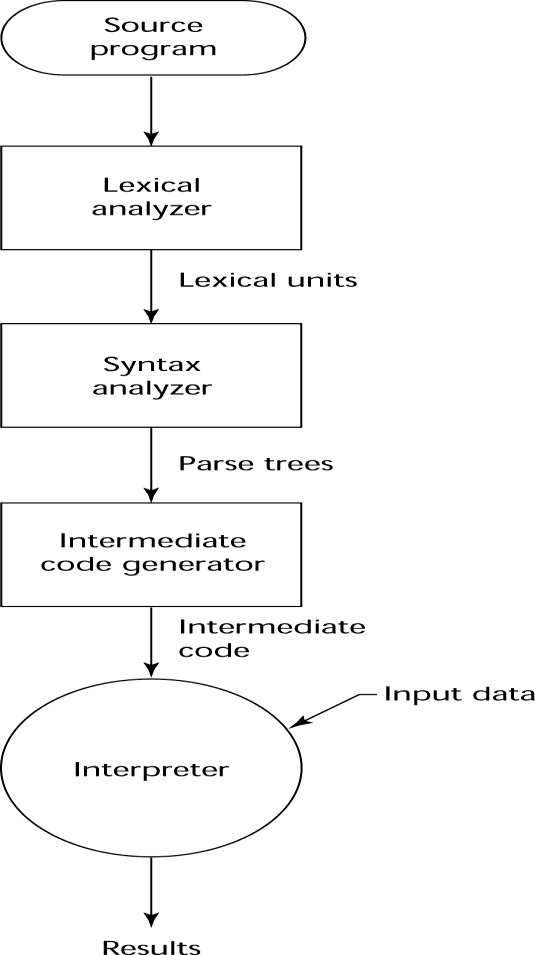 Source
program
Lexical
analyzer
Lexical units
Syntax
analyzer
Parse trees
Intermediate
code generator
Intermediate
code
Input data
Interpreter
Results